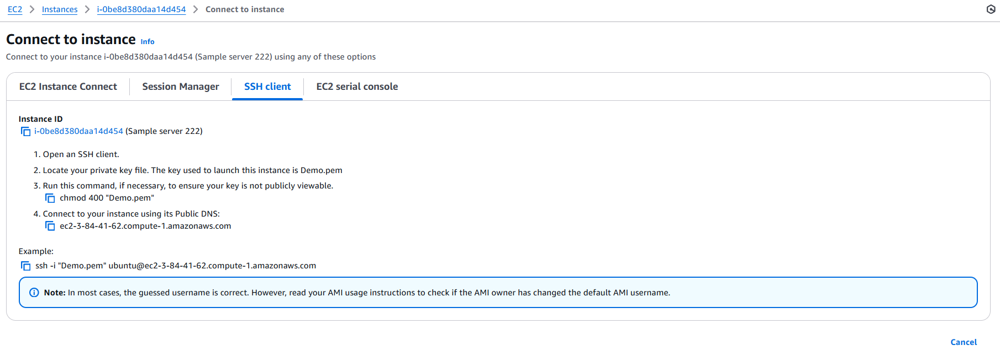 EC2 > Instances > i-0be8d380daa14d454 > Connect to instance
Connect to instance Info
Connect to your instance i-0be8d380daa14d454 (Sample server 222) using any of these options
EC2 Instance Connect Session Manager SSH client EC2 serial console
Instance ID
i-0be8d380daa14d454 (Sample server 222)
1. Open an SSH client.
2. Locate your private key file. The key used to launch this instance is Demo.pem
3. Run this command, if necessary, to ensure your key is not publicly viewable.
chmod 400 "Demo.pem"
4. Connect to your instance using its Public DNS:
ec2-3-84-41-62.compute-1.amazonaws.com
Example:
ssh -i "Demo.pem" ubuntu@ec2-3-84-41-62.compute-1.amazonaws.com
Note: In most cases, the guessed username is correct. However, read your AMI usage instructions to check if the AMI owner has changed the default AMI username.
Cancel